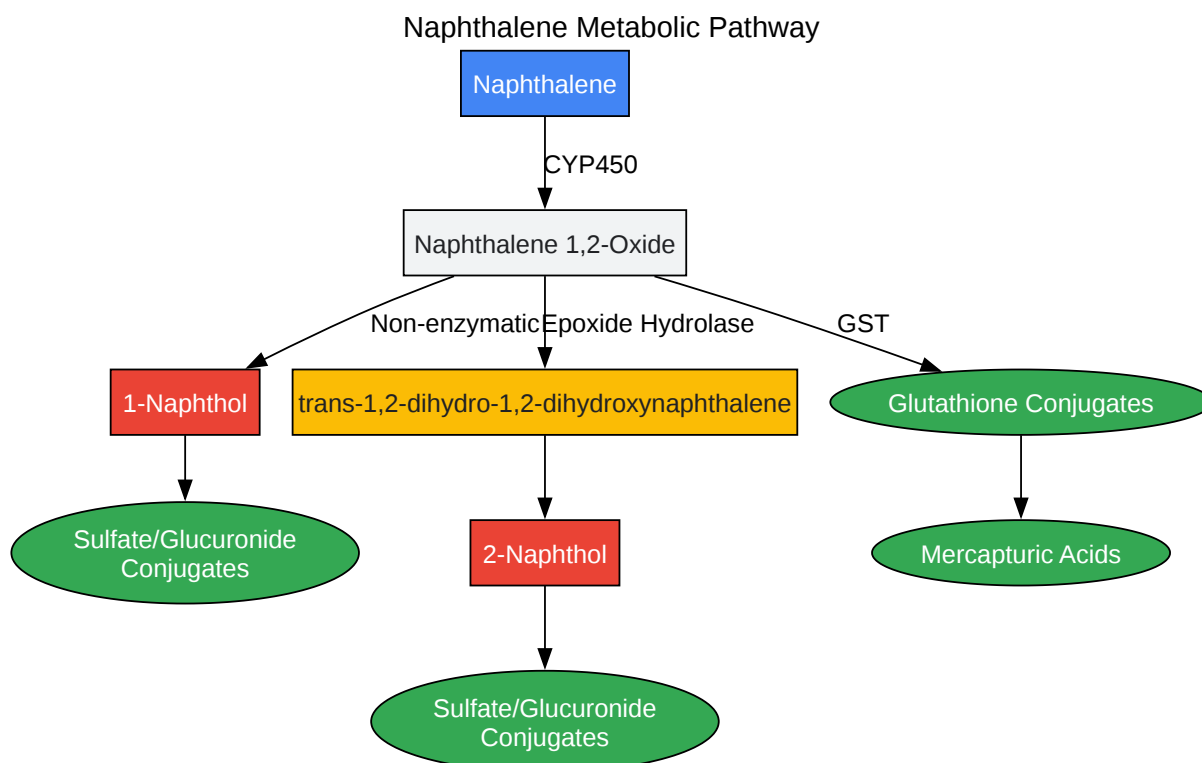 Naphthalene Metabolic Pathway
Naphthalene
CYP450
Naphthalene 1,2-Oxide
Non-enzymatic
Epoxide Hydrolase
GST
1-Naphthol
trans-1,2-dihydro-1,2-dihydroxynaphthalene
Glutathione Conjugates
Sulfate/Glucuronide
Conjugates
2-Naphthol
Mercapturic Acids
Sulfate/Glucuronide
Conjugates